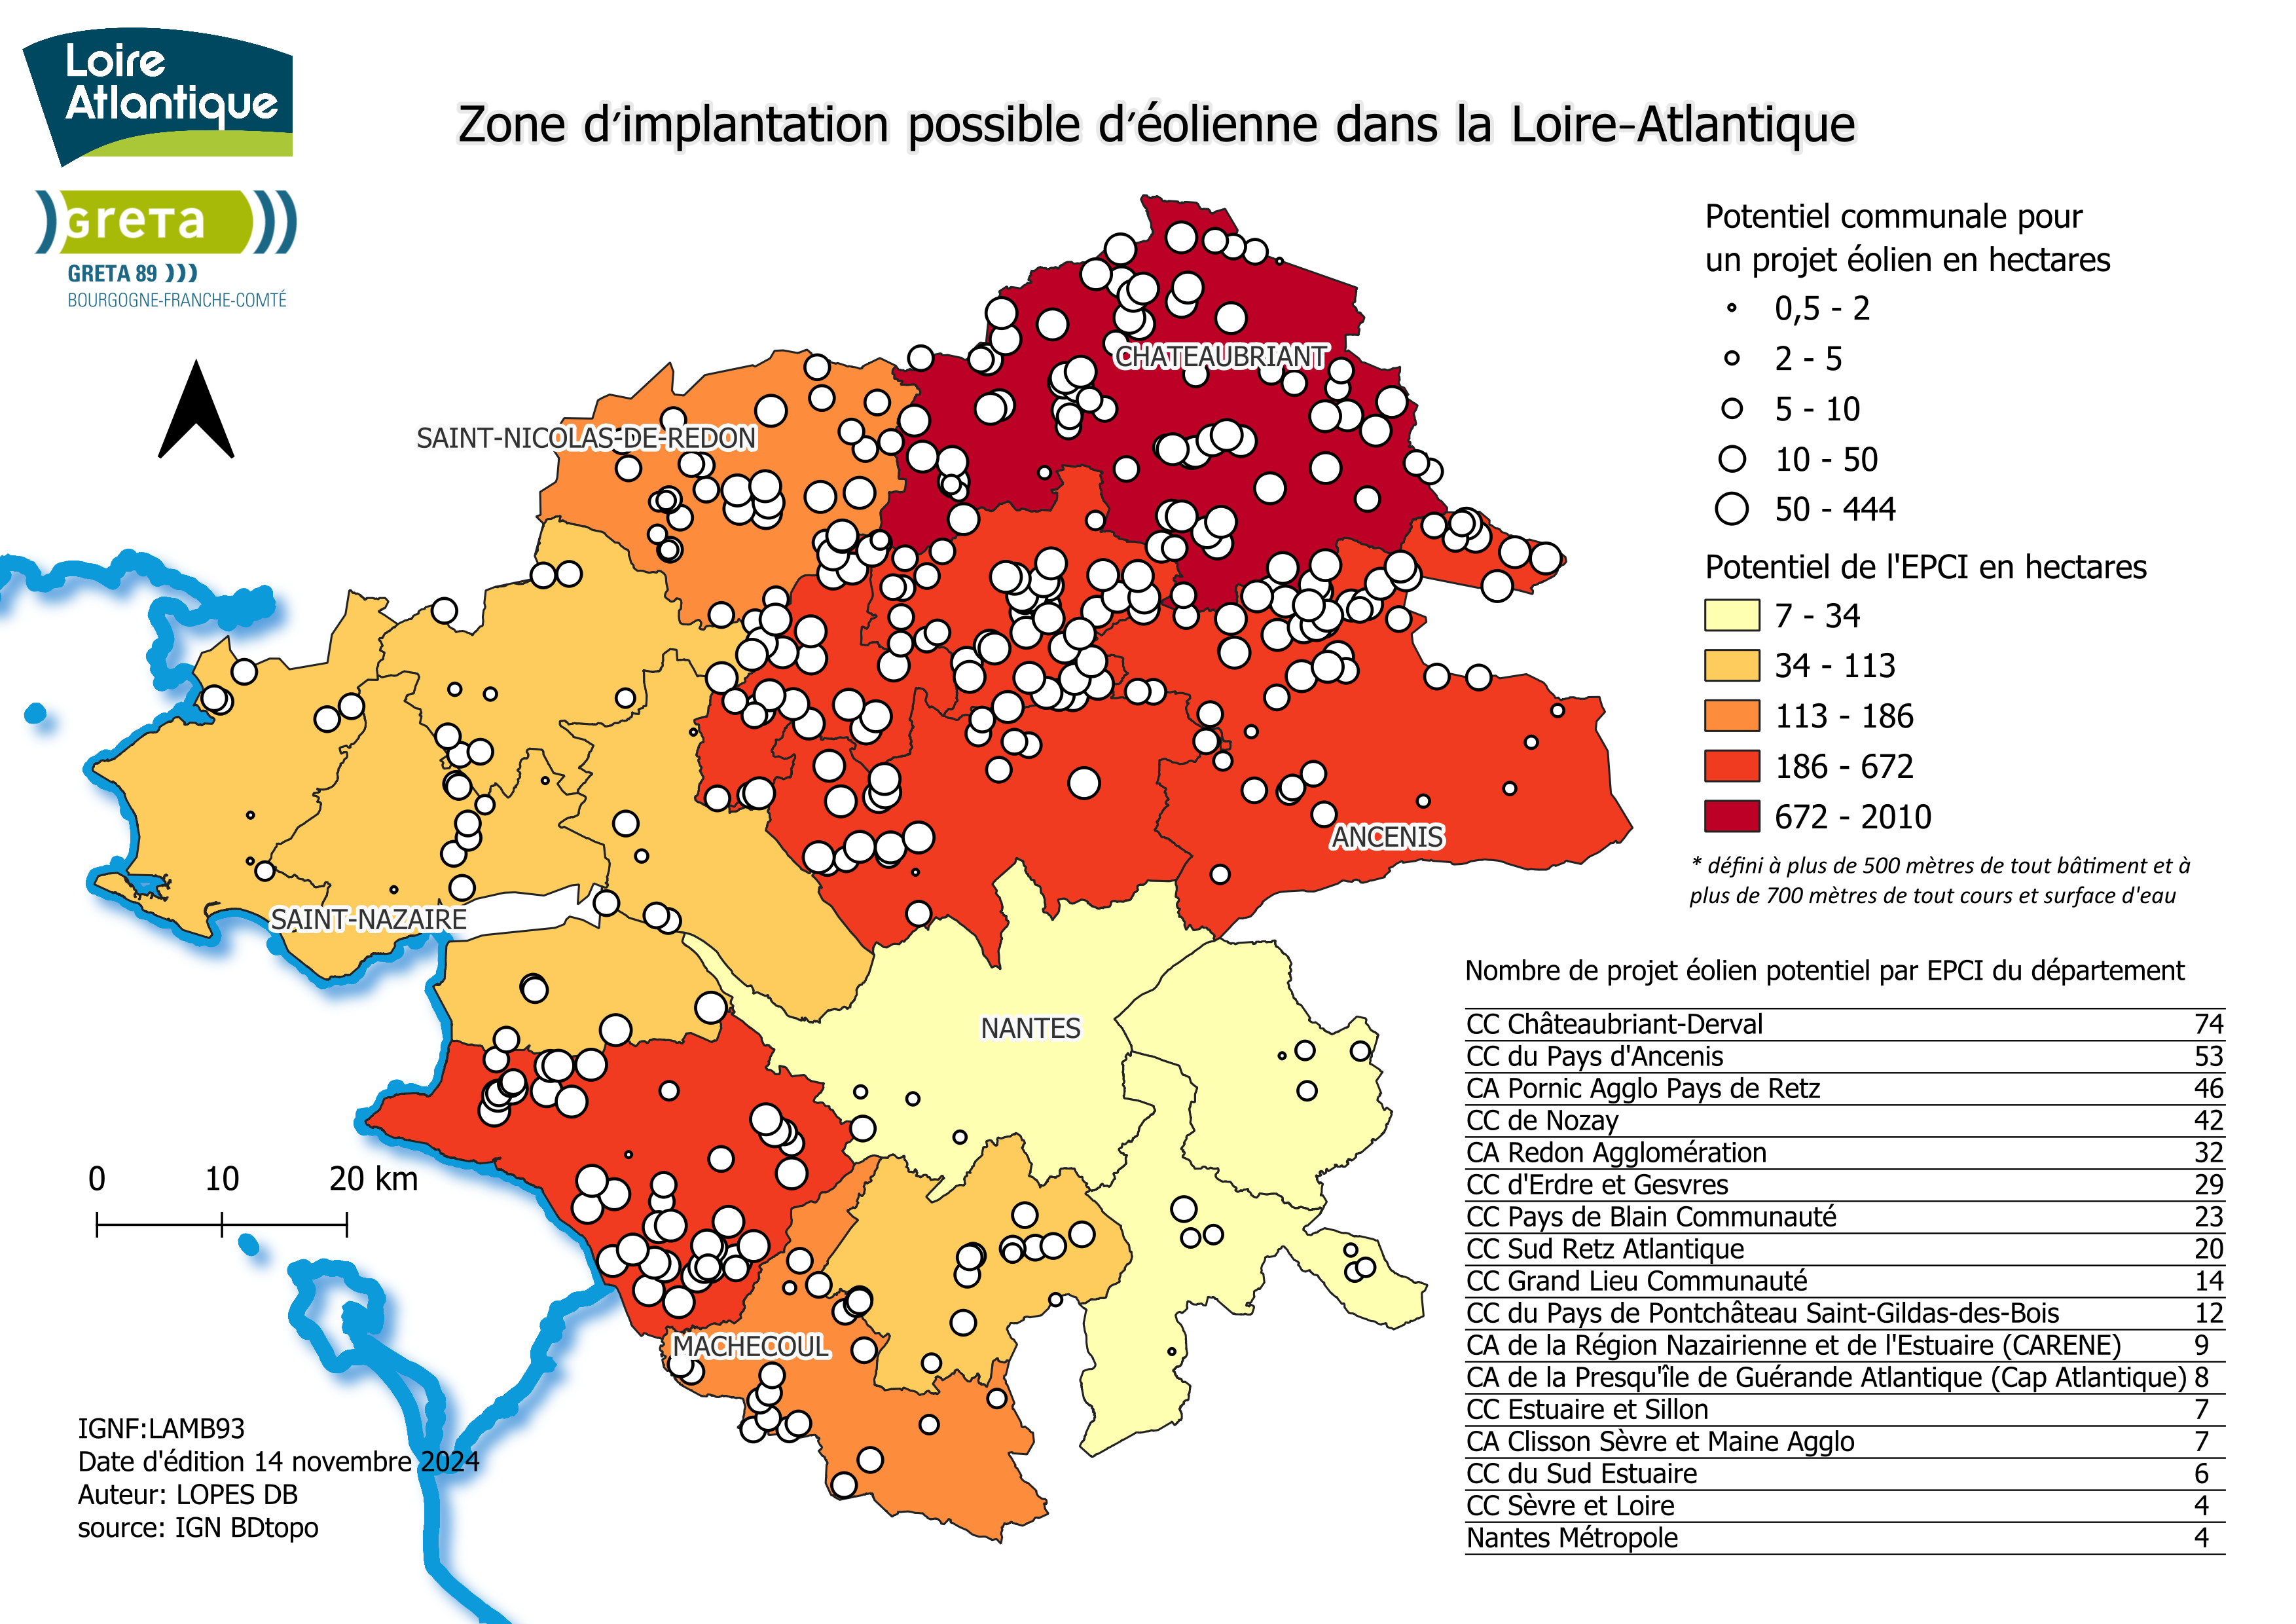 Loire
Atlantique
GRETA
GRETA 89
BOURGOGNE-FRANCHE-COMTÉ
Zone d'implantation possible d'éolienne dans la Loire-Atlantique
CHATEAUBRIANT
SAINT-NICOLAS-DE-REDON
ANCENIS
SAINT-NAZAIRE
NANTES
MACHECOUL
Potentiel communale pour
un projet éolien en hectares
0,5 - 2
2 - 5
5 - 10
10 - 50
50 - 444
Potentiel de l'EPCI en hectares
7 - 34
34 - 113
113 - 186
186 - 672
672 - 2010
* défini à plus de 500 mètres de tout bâtiment et à
plus de 700 mètres de tout cours et surface d'eau
Nombre de projet éolien potentiel par EPCI du département
CC Châteaubriant-Derval 74
CC du Pays d'Ancenis 53
CA Pornic Agglo Pays de Retz 46
CC de Nozay 42
CA Redon Agglomération 32
CC d'Erdre et Gesvres 29
CC Pays de Blain Communauté 23
CC Sud Retz Atlantique 20
CC Grand Lieu Communauté 14
CC du Pays de Pontchâteau Saint-Gildas-des-Bois 12
CA de la Région Nazairienne et de l'Estuaire (CARENE) 9
CA de la Presqu'île de Guérande Atlantique (Cap Atlantique) 8
CC Estuaire et Sillon 7
CA Clisson Sèvre et Maine Agglo 7
CC du Sud Estuaire 6
CC Sèvre et Loire 4
Nantes Métropole 4
0 10 20 km
IGNF:LAMB93
Date d'édition 14 novembre 2024
Auteur: LOPES DB
source: IGN BDtopo